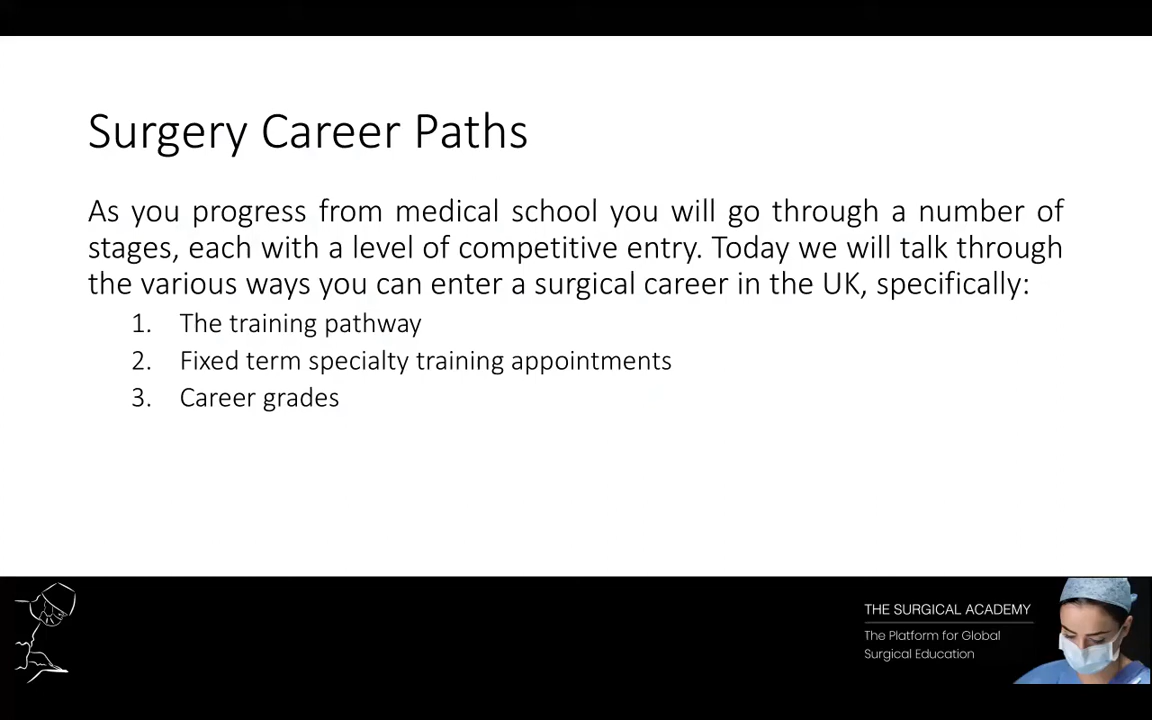 Surgery Career Paths
As you progress from medical school you will go through a number of
stages, each with a level of competitive entry. Today we will talk through
the various ways you can enter a surgical career in the UK, specifically:
1. The training pathway
2. Fixed term specialty training appointments
3. Career grades
THE SURGICAL ACADEMY
The Platform for Global
Surgical Education